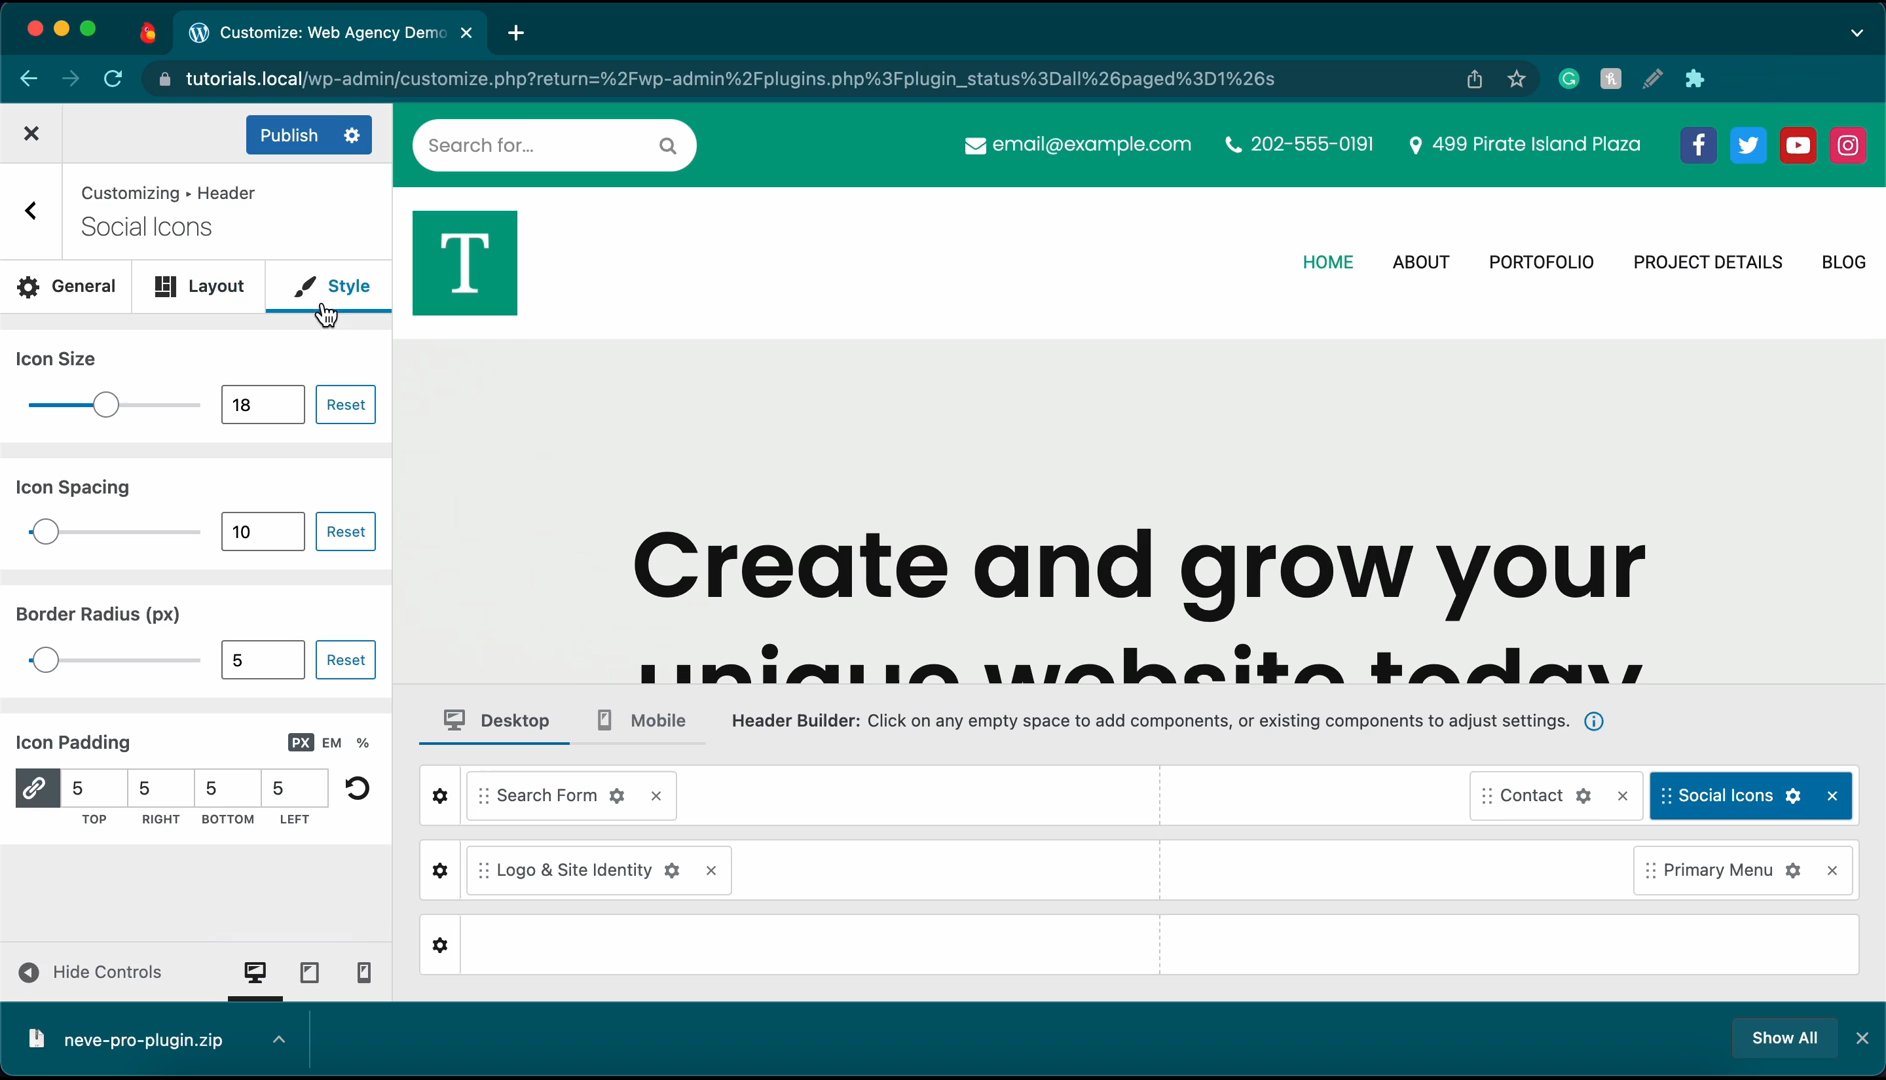 Customize: Web Agency Demo
tutorials.local/wp-admin/customize.php?return=%2Fwp-admin%2Fplugins.php%3Fplugin_status%3Dall%26paged%3D1%26s
Publish
Customizing ▸ Header
Social Icons
General Layout Style
Icon Size
18 Reset
Icon Spacing
10 Reset
Border Radius (px)
5 Reset
Icon Padding PX EM %
5 5 5 5
TOP RIGHT BOTTOM LEFT
Hide Controls
Search for... email@example.com 202-555-0191 499 Pirate Island Plaza
T
HOME ABOUT PORTOFOLIO PROJECT DETAILS BLOG
Create and grow your
unique website today
Desktop Mobile Header Builder: Click on any empty space to add components, or existing components to adjust settings.
Search Form Contact Social Icons
Logo & Site Identity Primary Menu
neve-pro-plugin.zip Show All